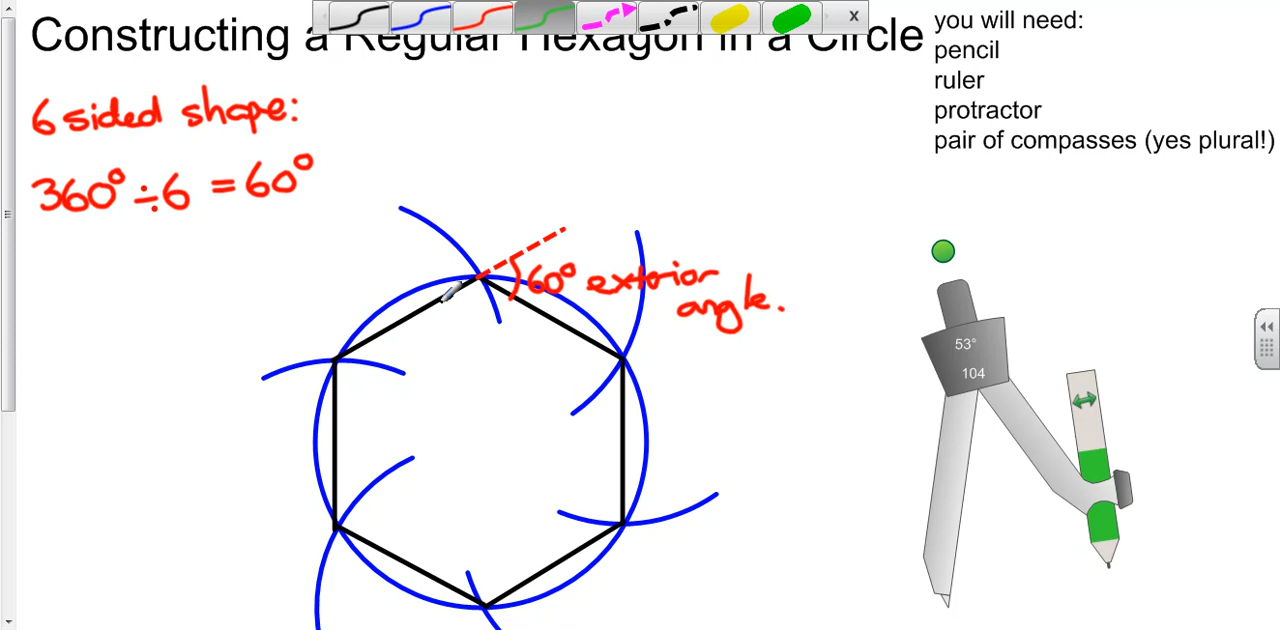 Constructing a Regular Hexagon in a Circle
you will need:
pencil
ruler
protractor
pair of compasses (yes plural!)
6 sided shape:
360° ÷ 6 = 60°
60° exterior
angle.
53°
104
x